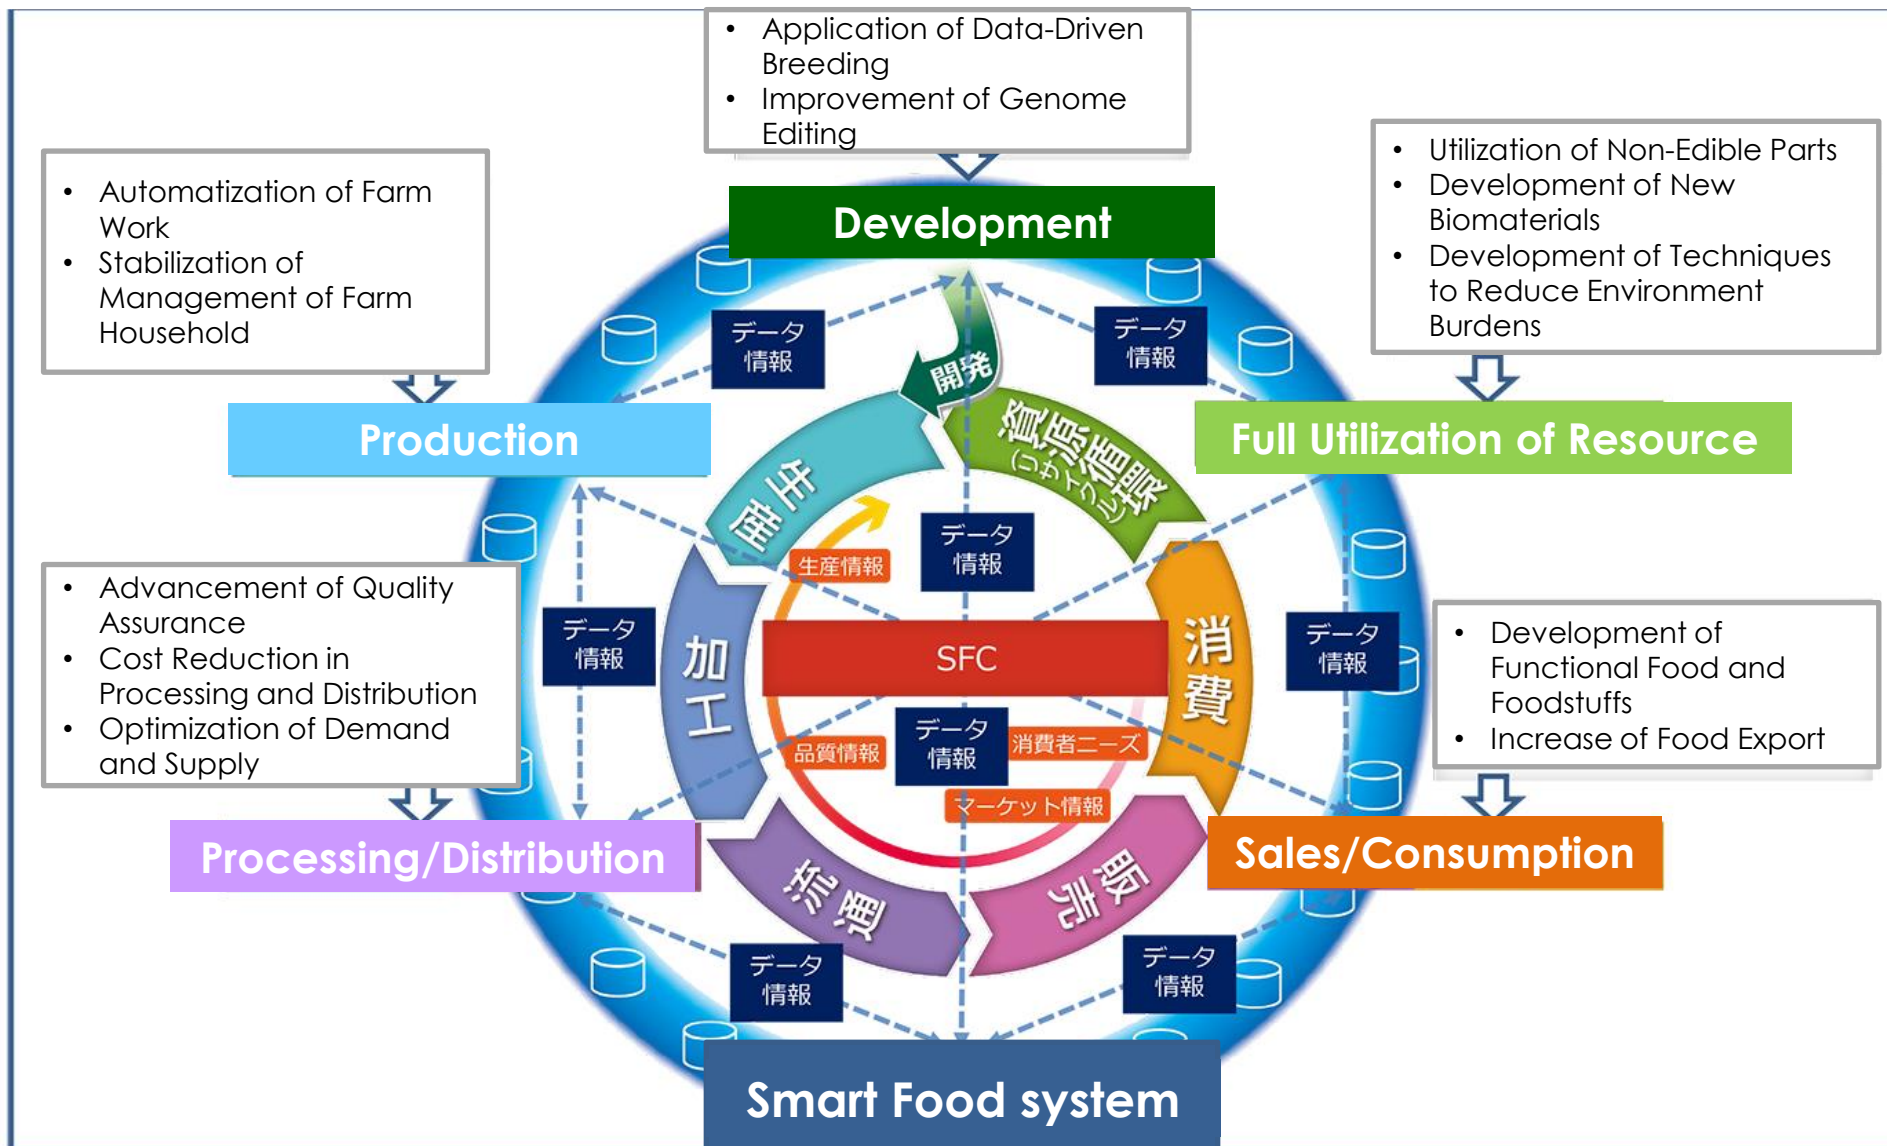 • Application of Data-Driven
Breeding
• Improvement of Genome
Editing
• Automatization of Farm
Work
• Stabilization of
Management of Farm
Household
• Utilization of Non-Edible Parts
• Development of New
Biomaterials
• Development of Techniques
to Reduce Environment
Burdens
Development
データ
情報
データ
情報
開発
Production
Full Utilization of Resource
生産
資源循環
(リサイクル)
データ
情報
生産情報
• Advancement of Quality
Assurance
• Cost Reduction in
Processing and Distribution
• Optimization of Demand
and Supply
データ
情報
加工
SFC
消費
データ
情報
• Development of
Functional Food and
Foodstuffs
• Increase of Food Export
品質情報
データ
情報
消費者ニーズ
マーケット情報
Processing/Distribution
Sales/Consumption
流通
販売
データ
情報
データ
情報
Smart Food system